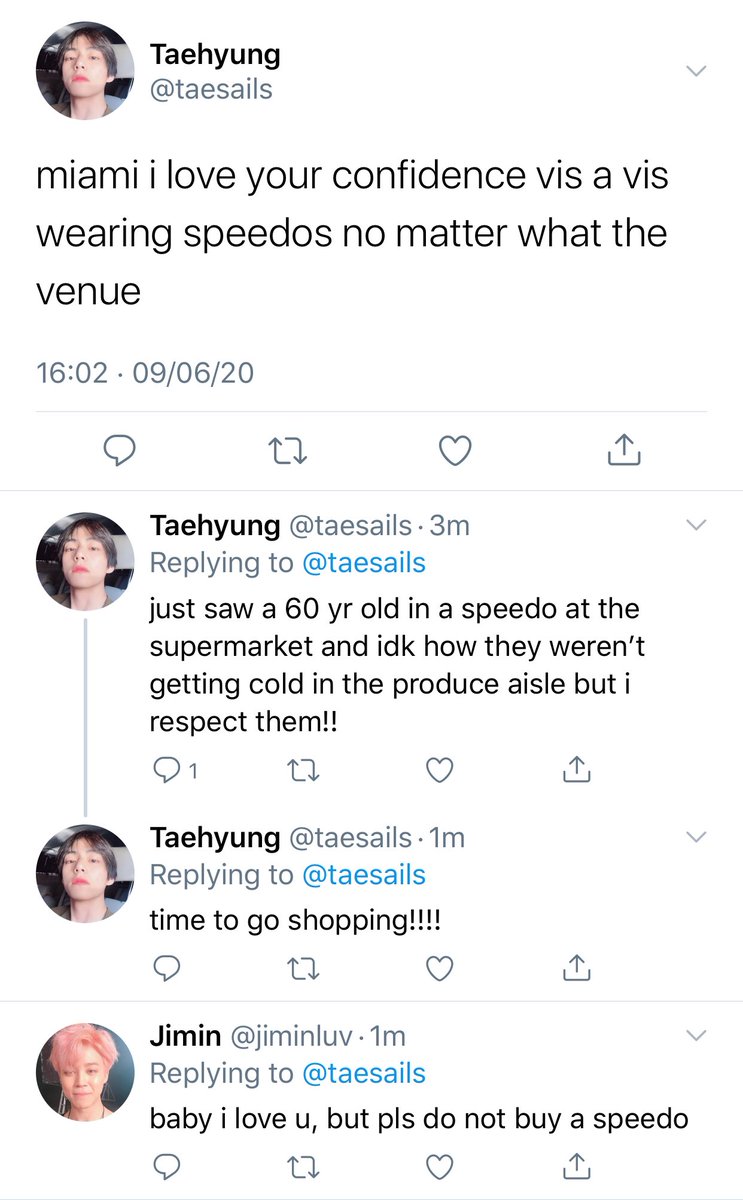 Taehyung
@taesails
miami i love your confidence vis a vis
wearing speedos no matter what the
venue
16:02 · 09/06/20
Taehyung @taesails · 3m
Replying to @taesails
just saw a 60 yr old in a speedo at the
supermarket and idk how they weren’t
getting cold in the produce aisle but i
respect them!!
1
Taehyung @taesails · 1m
Replying to @taesails
time to go shopping!!!!
Jimin @jiminluv · 1m
Replying to @taesails
baby i love u, but pls do not buy a speedo